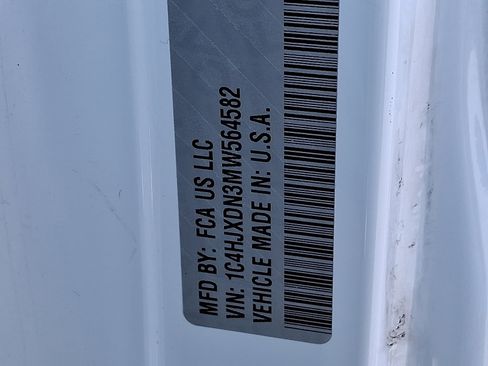 MFD BY: FCA US LLC
VIN: 1C4HJXDN3MW564582
VEHICLE MADE IN: U.S.A.